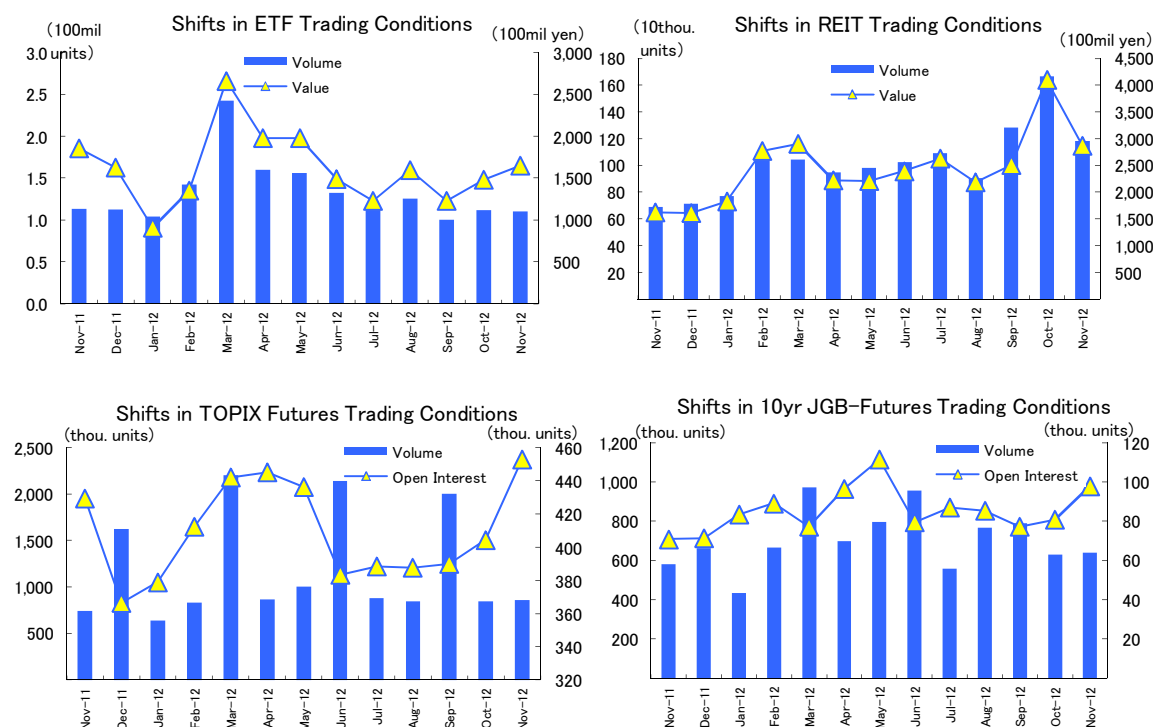 Shifts in ETF Trading Conditions
（100mil units）
（100mil yen）
Volume
Value
3.0
2.5
2.0
1.5
1.0
0.5
0.0
3,000
2,500
2,000
1,500
1,000
500
Nov-11
Dec-11
Jan-12
Feb-12
Mar-12
Apr-12
May-12
Jun-12
Jul-12
Aug-12
Sep-12
Oct-12
Nov-12
Shifts in REIT Trading Conditions
（10thou.
units）
（100mil yen）
Volume
Value
180
160
140
120
100
80
60
40
20
4,500
4,000
3,500
3,000
2,500
2,000
1,500
1,000
500
Nov-11
Dec-11
Jan-12
Feb-12
Mar-12
Apr-12
May-12
Jun-12
Jul-12
Aug-12
Sep-12
Oct-12
Nov-12
Shifts in TOPIX Futures Trading Conditions
（thou. units）
（thou. units）
Volume
Open Interest
2,500
2,000
1,500
1,000
500
460
440
420
400
380
360
340
320
Nov-11
Dec-11
Jan-12
Feb-12
Mar-12
Apr-12
May-12
Jun-12
Jul-12
Aug-12
Sep-12
Oct-12
Nov-12
Shifts in 10yr JGB-Futures Trading Conditions
（thou. units）
（thou. units）
Volume
Open Interest
1,200
1,000
800
600
400
200
120
100
80
60
40
20
Nov-11
Dec-11
Jan-12
Feb-12
Mar-12
Apr-12
May-12
Jun-12
Jul-12
Aug-12
Sep-12
Oct-12
Nov-12